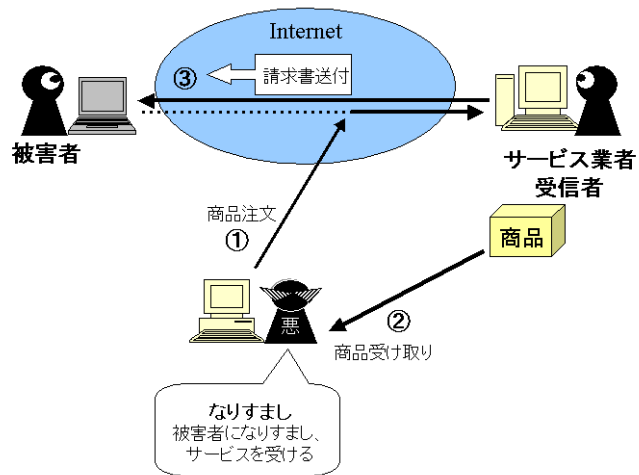 Internet
③
請求書送付
被害者
サービス業者
受信者
商品注文
①
商品
悪
②
商品受け取り
なりすまし
被害者になりすまし、
サービスを受ける